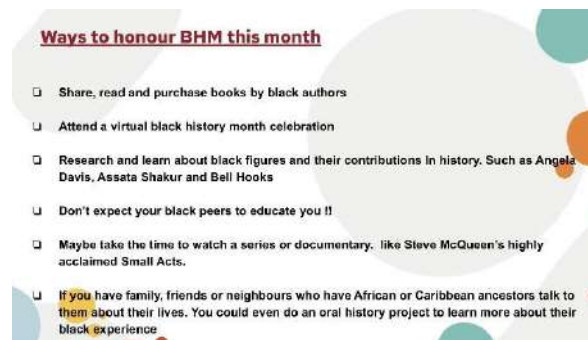 Ways to honour BHM this month
❏ Share, read and purchase books by black authors
❏ Attend a virtual black history month celebration
❏ Research and learn about black figures and their contributions in history. Such as Angela
Davis, Assata Shakur and Bell Hooks
❏ Don't expect your black peers to educate you !!
❏ Maybe take the time to watch a series or documentary. like Steve McQueen's highly
acclaimed Small Acts.
❏ If you have family, friends or neighbours who have African or Caribbean ancestors talk to
them about their lives. You could even do an oral history project to learn more about their
black experience